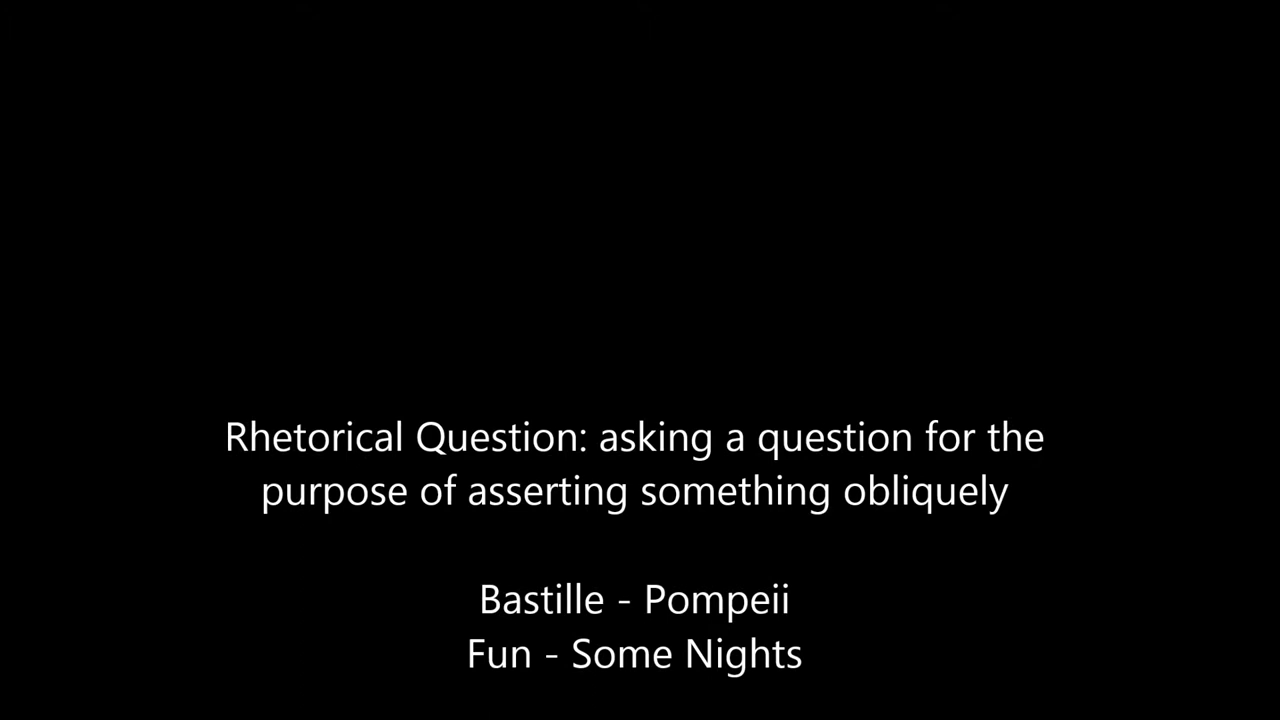 Rhetorical Question: asking a question for the
purpose of asserting something obliquely
Bastille - Pompeii
Fun - Some Nights